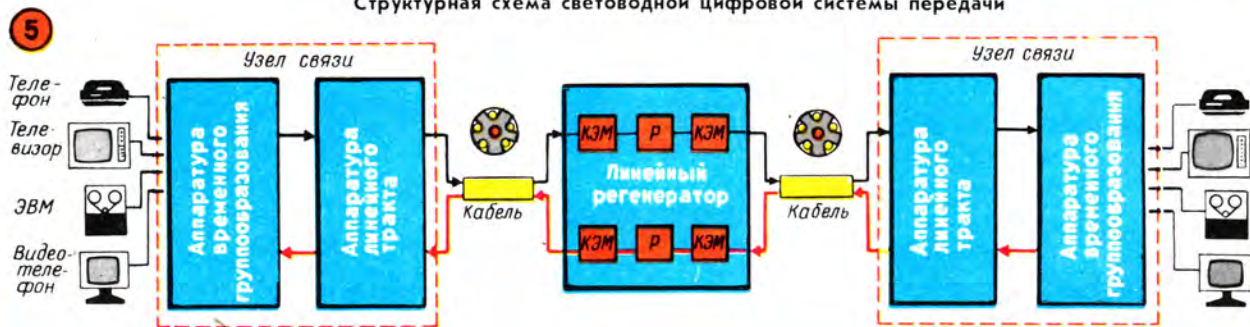 Структурная схема световодной цифровой системы передачи
5
Узел связи
Теле-
фон
Теле-
визор
ЭВМ
Видео-
теле-
фон
Аппаратура
временного
группообразования
Аппаратура
линейного
тракта
Кабель
КЭМ Р КЭМ
Линейный
регенератор
КЭМ Р КЭМ
Кабель
Узел связи
Аппаратура
линейного
тракта
Аппаратура
временного
группообразования